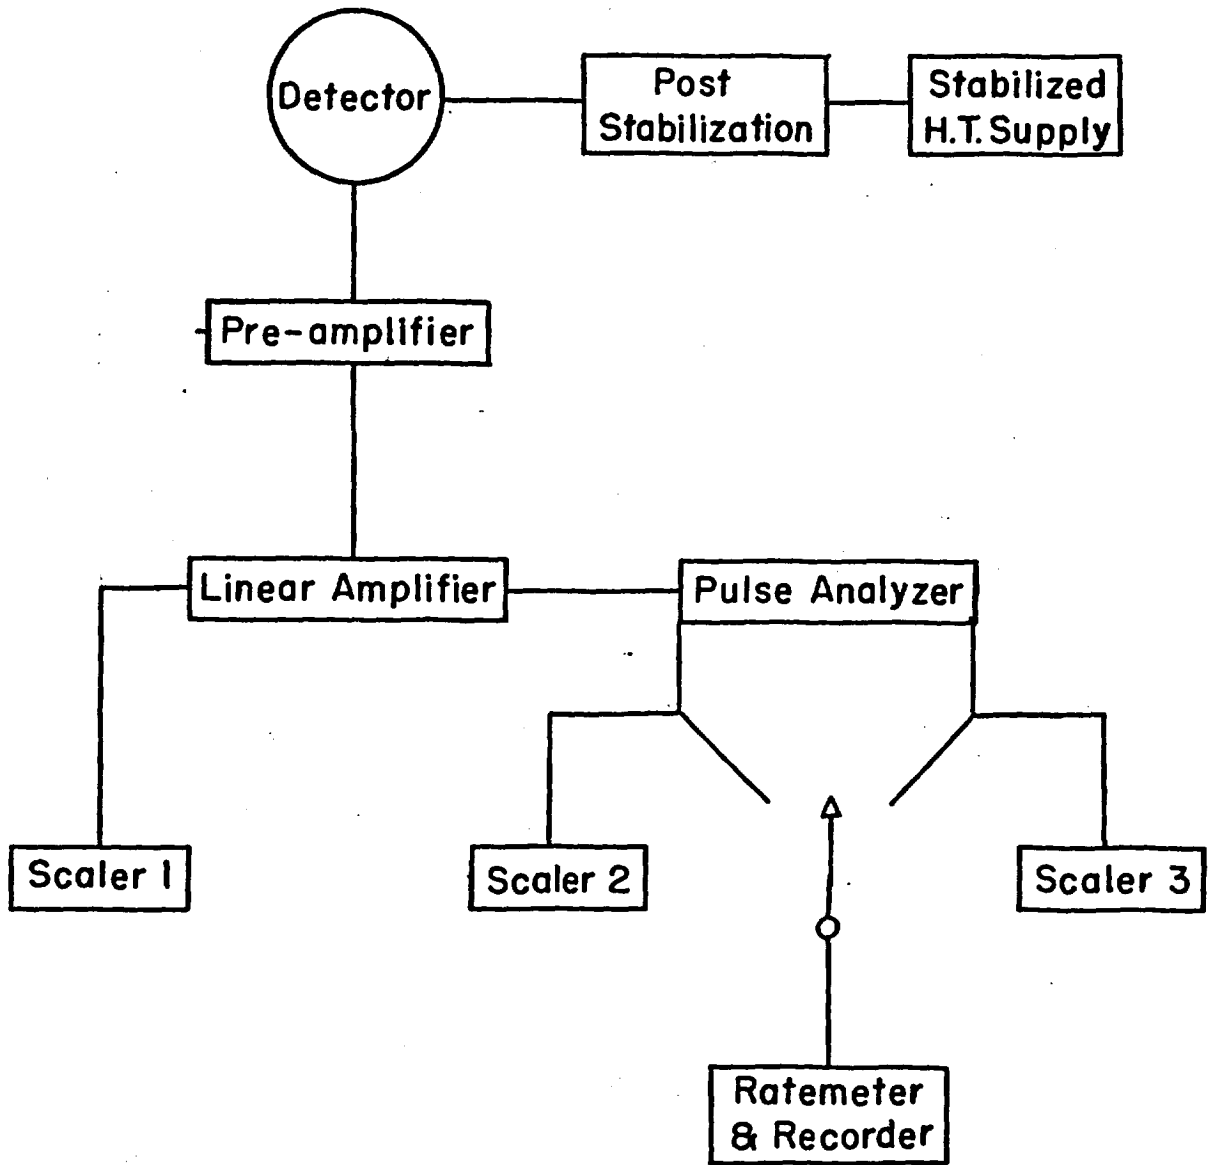 Detector
Post
Stabilization
Stabilized
H.T. Supply
Pre-amplifier
Linear Amplifier
Pulse Analyzer
Scaler 1
Scaler 2
Scaler 3
Ratemeter
& Recorder